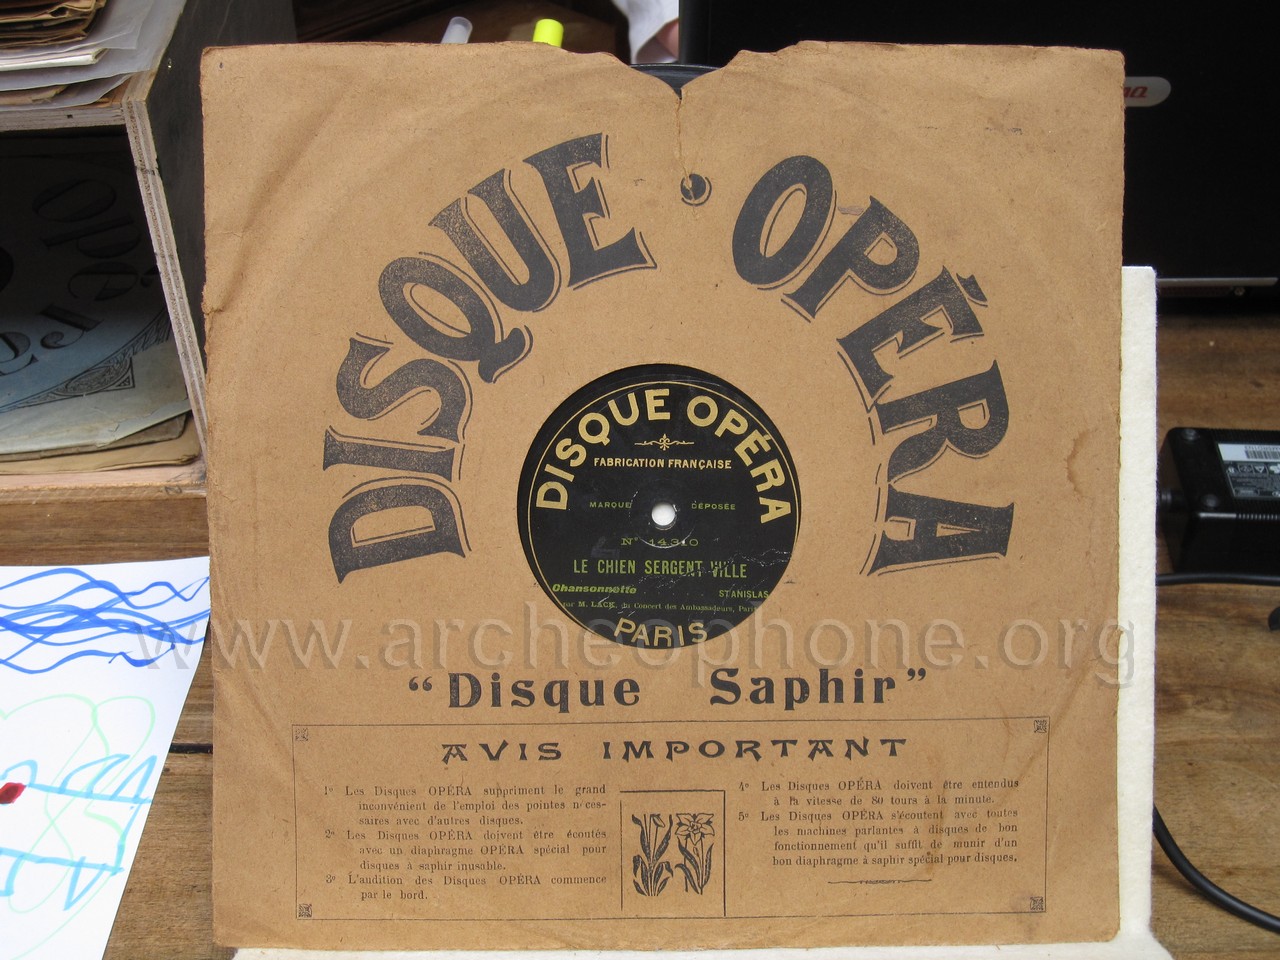 DISQUE • OPÉRA
DISQUE OPÉRA
FABRICATION FRANÇAISE
MARQUE DÉPOSÉE
N° 14310
LE CHIEN SERGENT VILLE
Chansonnette STANISLAS
par M. LACK, du Concert des Ambassadeurs, Paris
PARIS
www.archeophone.org
“Disque Saphir”
AVIS IMPORTANT
1° Les Disques OPÉRA suppriment le grand
inconvénient de l'emploi des pointes néces-
saires avec d'autres disques.
2° Les Disques OPÉRA doivent être écoutés
avec un diaphragme OPÉRA spécial pour
disques à saphir inusable.
3° L'audition des Disques OPÉRA commence
par le bord.
4° Les Disques OPÉRA doivent être entendus
à la vitesse de 80 tours à la minute.
5° Les Disques OPÉRA s'écoutent avec toutes
les machines parlantes à disques de bon
fonctionnement qu'il suffit de munir d'un
bon diaphragme à saphir spécial pour disques.